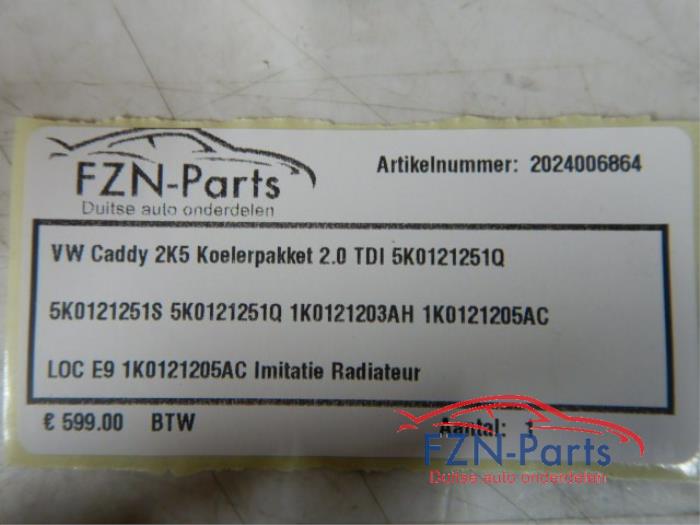 FZN-Parts
Duitse auto onderdelen
Artikelnummer: 2024006864
VW Caddy 2K5 Koelerpakket 2.0 TDI 5K0121251Q
5K0121251S 5K0121251Q 1K0121203AH 1K0121205AC
LOC E9 1K0121205AC Imitatie Radiateur
€ 599.00 BTW Aantal: 1
FZN-Parts
Duitse auto onderdelen